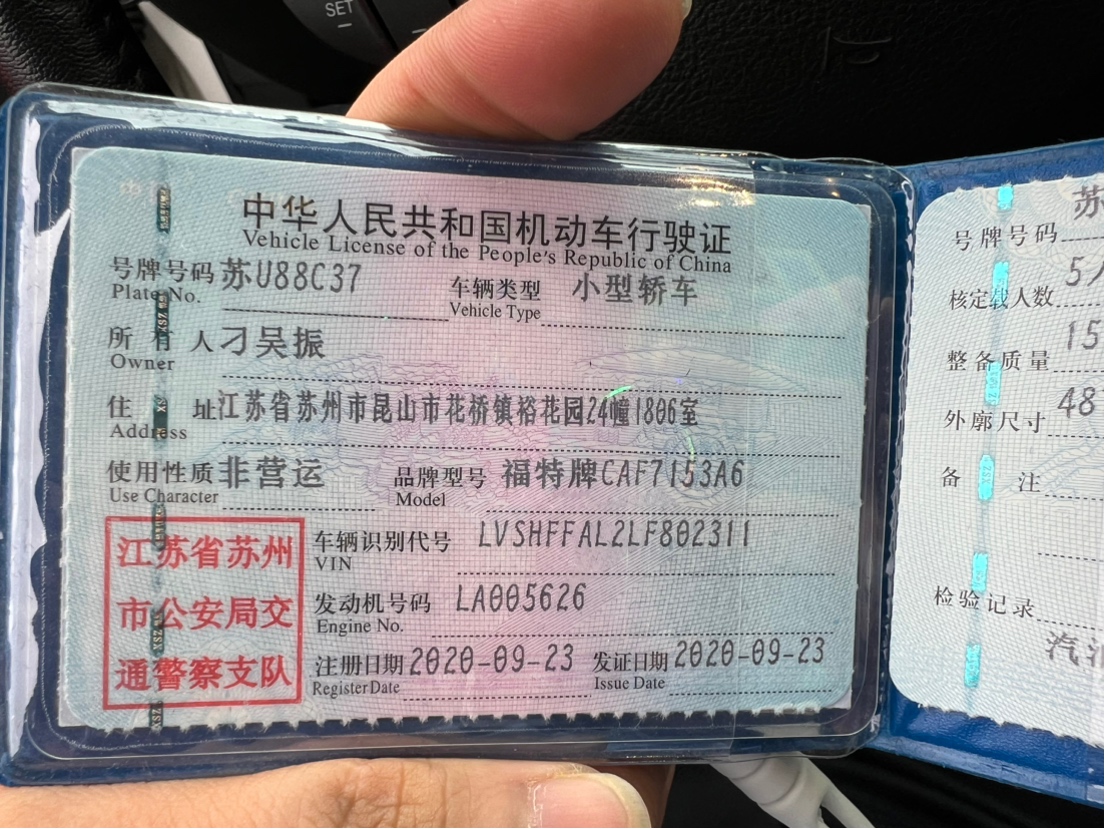 SET
中华人民共和国机动车行驶证
Vehicle License of the People's Republic of China
号牌号码 苏U88C37 车辆类型 小型轿车
Plate No. Vehicle Type
所有人 刁吴振
Owner
住址 江苏省苏州市昆山市花桥镇裕花园24幢1806室
Address
使用性质 非营运 品牌型号 福特牌CAF7153A6
Use Character Model
江苏省苏州
市公安局交
通警察支队
车辆识别代号 LVSHFFAL2LF802311
VIN
发动机号码 LA005626
Engine No.
注册日期 2020-09-23 发证日期 2020-09-23
Register Date Issue Date
号牌号码 苏
核定载人数 5人
整备质量 15
外廓尺寸 48
备注
检验记录
汽油